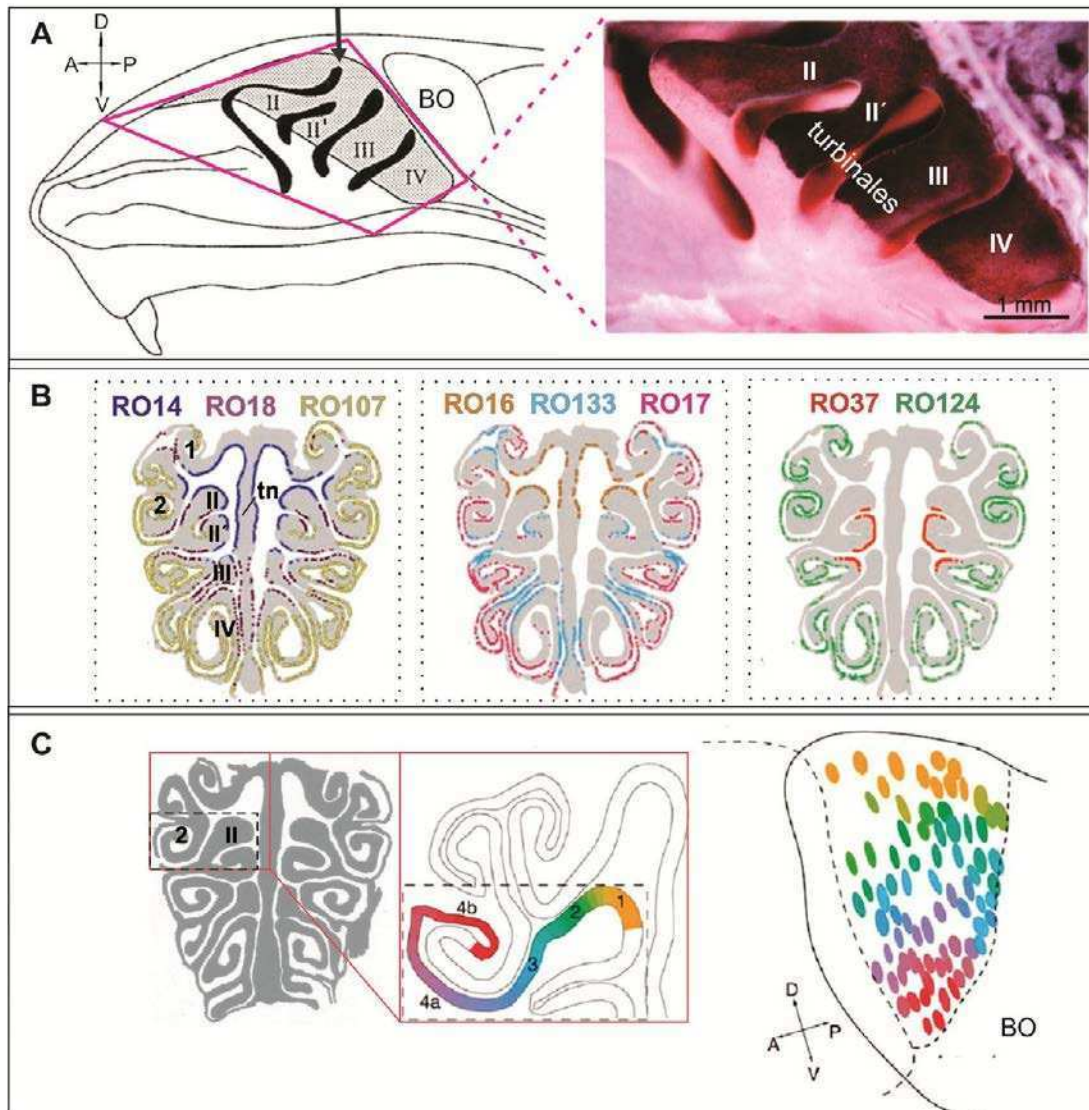 A
D
A P
V
BO
II
II'
III
IV
II
II´
turbinales
III
IV
1 mm
B
RO14 RO18 RO107
1
2
II
tn
II'
III
IV
RO16 RO133 RO17
RO37 RO124
C
2 II
4b
2
1
3
4a
D
A P
V
BO